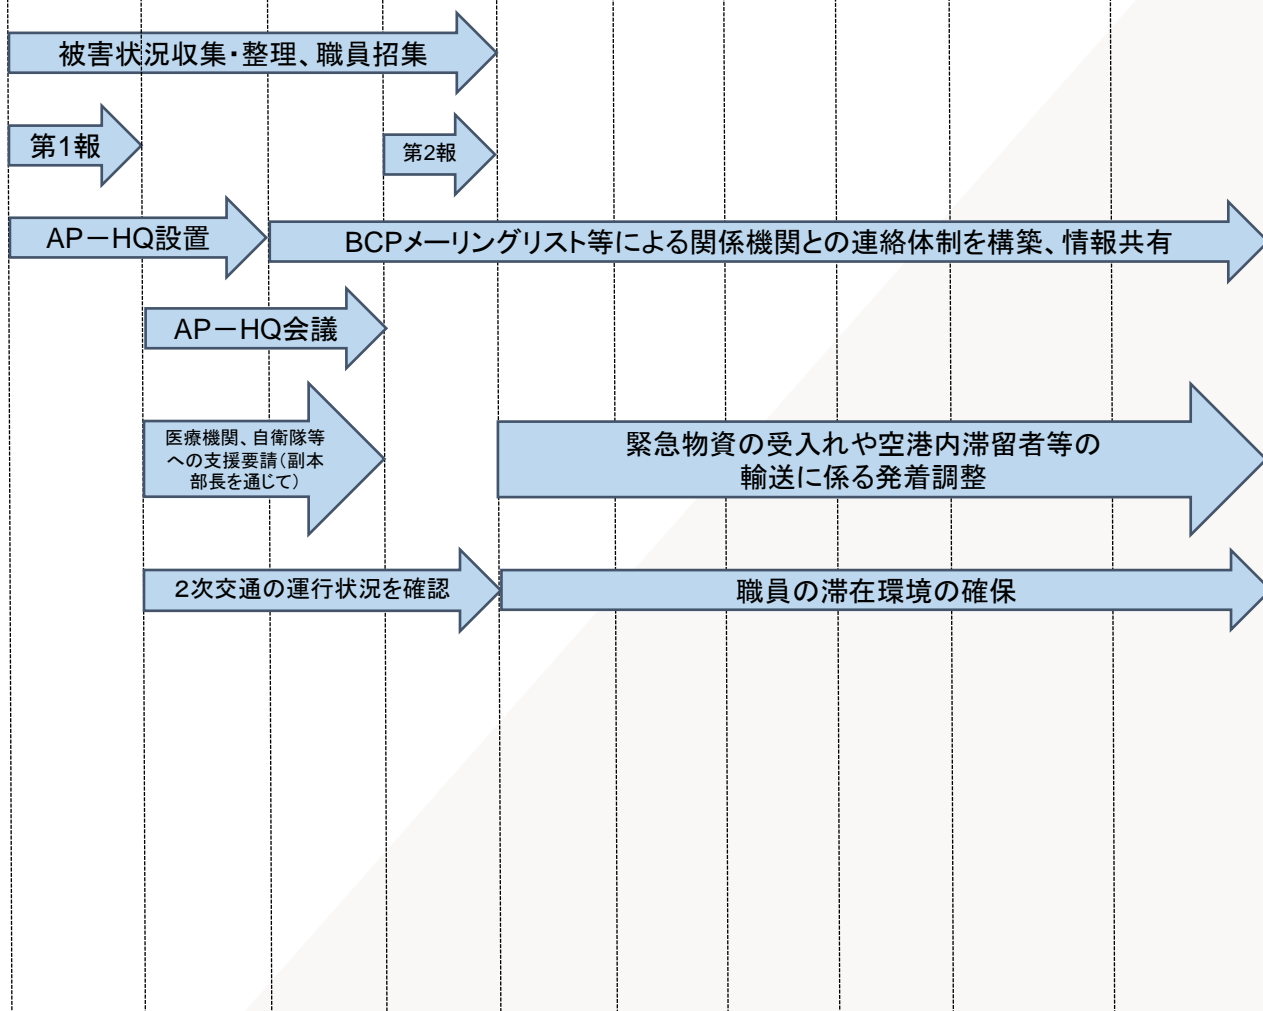 被害状況収集・整理、職員招集
第1報
第2報
AP－HQ設置
BCPメーリングリスト等による関係機関との連絡体制を構築、情報共有
AP－HQ会議
医療機関、自衛隊等
への支援要請（副本
部長を通じて）
緊急物資の受入れや空港内滞留者等の
輸送に係る発着調整
２次交通の運行状況を確認
職員の滞在環境の確保